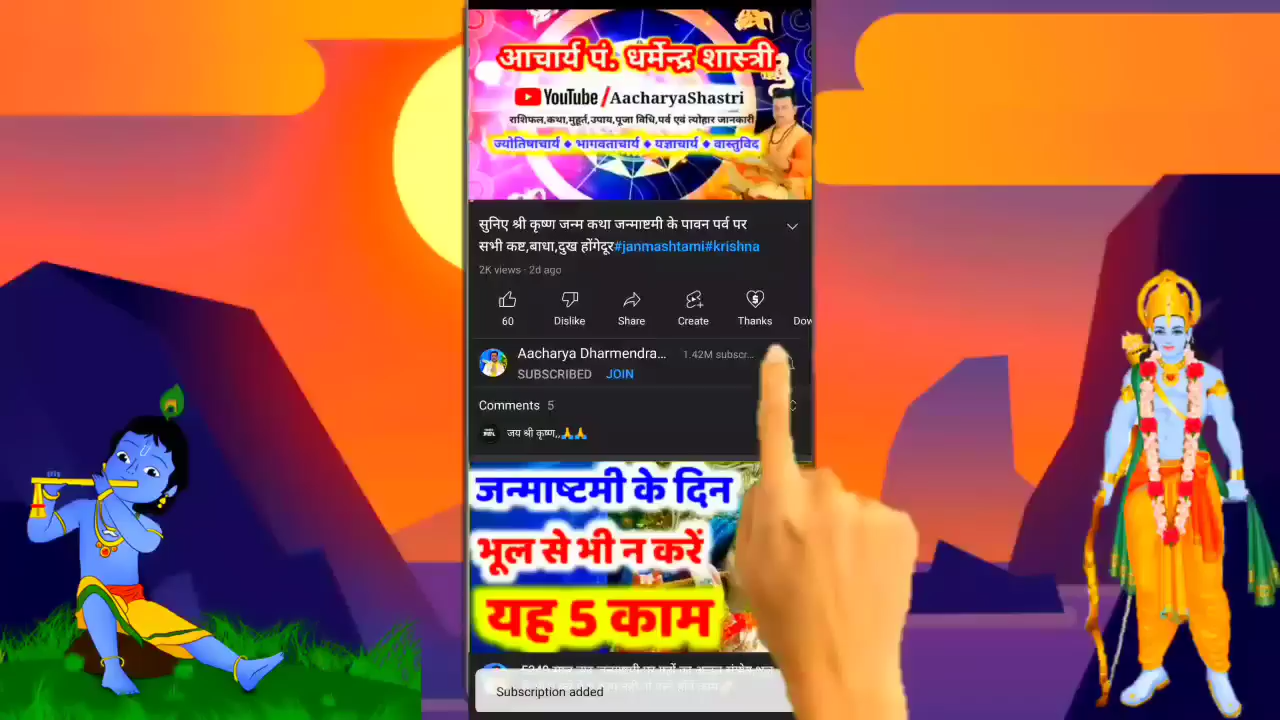 आचार्य पं. धर्मेन्द्र शास्त्री
YouTube /AacharyaShastri
राशिफल,कथा,मुहूर्त,उपाय,पूजा विधि,पर्व एवं त्योहार जानकारी
ज्योतिषाचार्य ◆ भागवताचार्य ◆ यज्ञाचार्य ◆ वास्तुविद
सुनिए श्री कृष्ण जन्म कथा जन्माष्टमी के पावन पर्व पर
सभी कष्ट,बाधा,दुख होंगेदूर#janmashtami#krishna
2K views · 2d ago
60 Dislike Share Create Thanks Dow
Aacharya Dharmendra... 1.42M subscr...
SUBSCRIBED JOIN
Comments 5
जय श्री कृष्ण,,🙏🙏
जन्माष्टमी के दिन
भूल से भी न करें
यह 5 काम
Subscription added